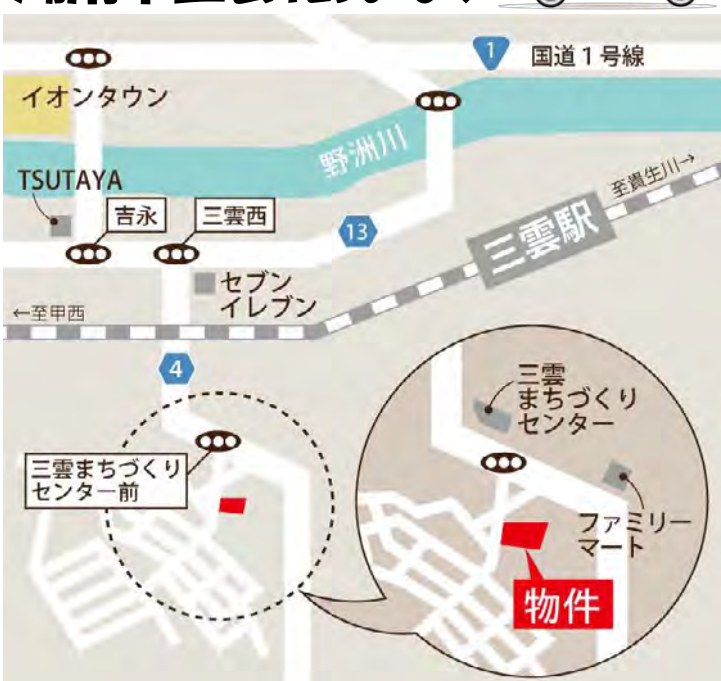 1
国道1号線
イオンタウン
野洲川
TSUTAYA
至貴生川→
吉永
三雲西
13
三雲駅
セブン
イレブン
←至甲西
4
三雲
まちづくり
センター
三雲まちづくり
センター前
ファミリー
マート
物件